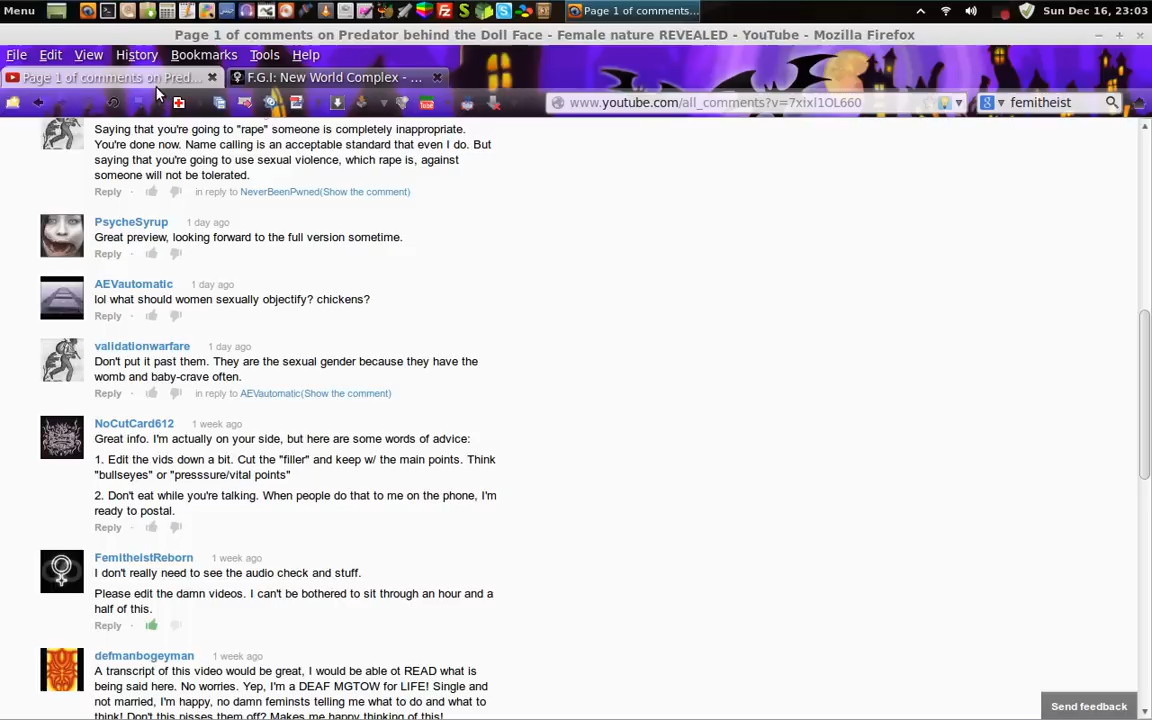 Menu
Page 1 of comments...
Sun Dec 16, 23:03
Page 1 of comments on Predator behind the Doll Face - Female nature REVEALED - YouTube - Mozilla Firefox
File Edit View History Bookmarks Tools Help
Page 1 of comments on Pred...
F.G.I: New World Complex - ...
www.youtube.com/all_comments?v=7xixl1OL660
femitheist
Saying that you're going to "rape" someone is completely inappropriate.
You're done now. Name calling is an acceptable standard that even I do. But
saying that you're going to use sexual violence, which rape is, against
someone will not be tolerated.
Reply · in reply to NeverBeenPwned(Show the comment)
PsycheSyrup 1 day ago
Great preview, looking forward to the full version sometime.
Reply ·
AEVautomatic 1 day ago
lol what should women sexually objectify? chickens?
Reply ·
validationwarfare 1 day ago
Don't put it past them. They are the sexual gender because they have the
womb and baby-crave often.
Reply · in reply to AEVautomatic(Show the comment)
NoCutCard612 1 week ago
Great info. I'm actually on your side, but here are some words of advice:
1. Edit the vids down a bit. Cut the "filler" and keep w/ the main points. Think
"bullseyes" or "presssure/vital points"
2. Don't eat while you're talking. When people do that to me on the phone, I'm
ready to postal.
Reply ·
FemitheistReborn 1 week ago
I don't really need to see the audio check and stuff.
Please edit the damn videos. I can't be bothered to sit through an hour and a
half of this.
Reply ·
defmanbogeyman 1 week ago
A transcript of this video would be great, I would be able ot READ what is
being said here. No worries. Yep, I'm a DEAF MGTOW for LIFE! Single and
not married, I'm happy, no damn feminsts telling me what to do and what to
think! Don't this pisses them off? Makes me happy thinking of this!
Send feedback